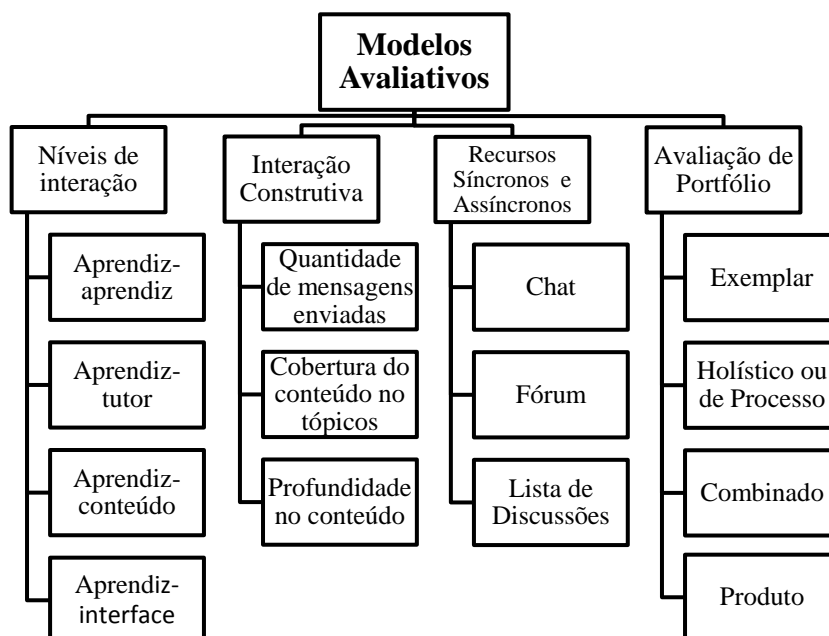 Modelos
Avaliativos
Níveis de
interação
Aprendiz-
aprendiz
Aprendiz-
tutor
Aprendiz-
conteúdo
Aprendiz-
interface
Interação
Construtiva
Quantidade
de mensagens
enviadas
Cobertura do
conteúdo no
tópicos
Profundidade
no conteúdo
Recursos
Síncronos e
Assíncronos
Chat
Fórum
Lista de
Discussões
Avaliação de
Portfólio
Exemplar
Holístico ou
de Processo
Combinado
Produto